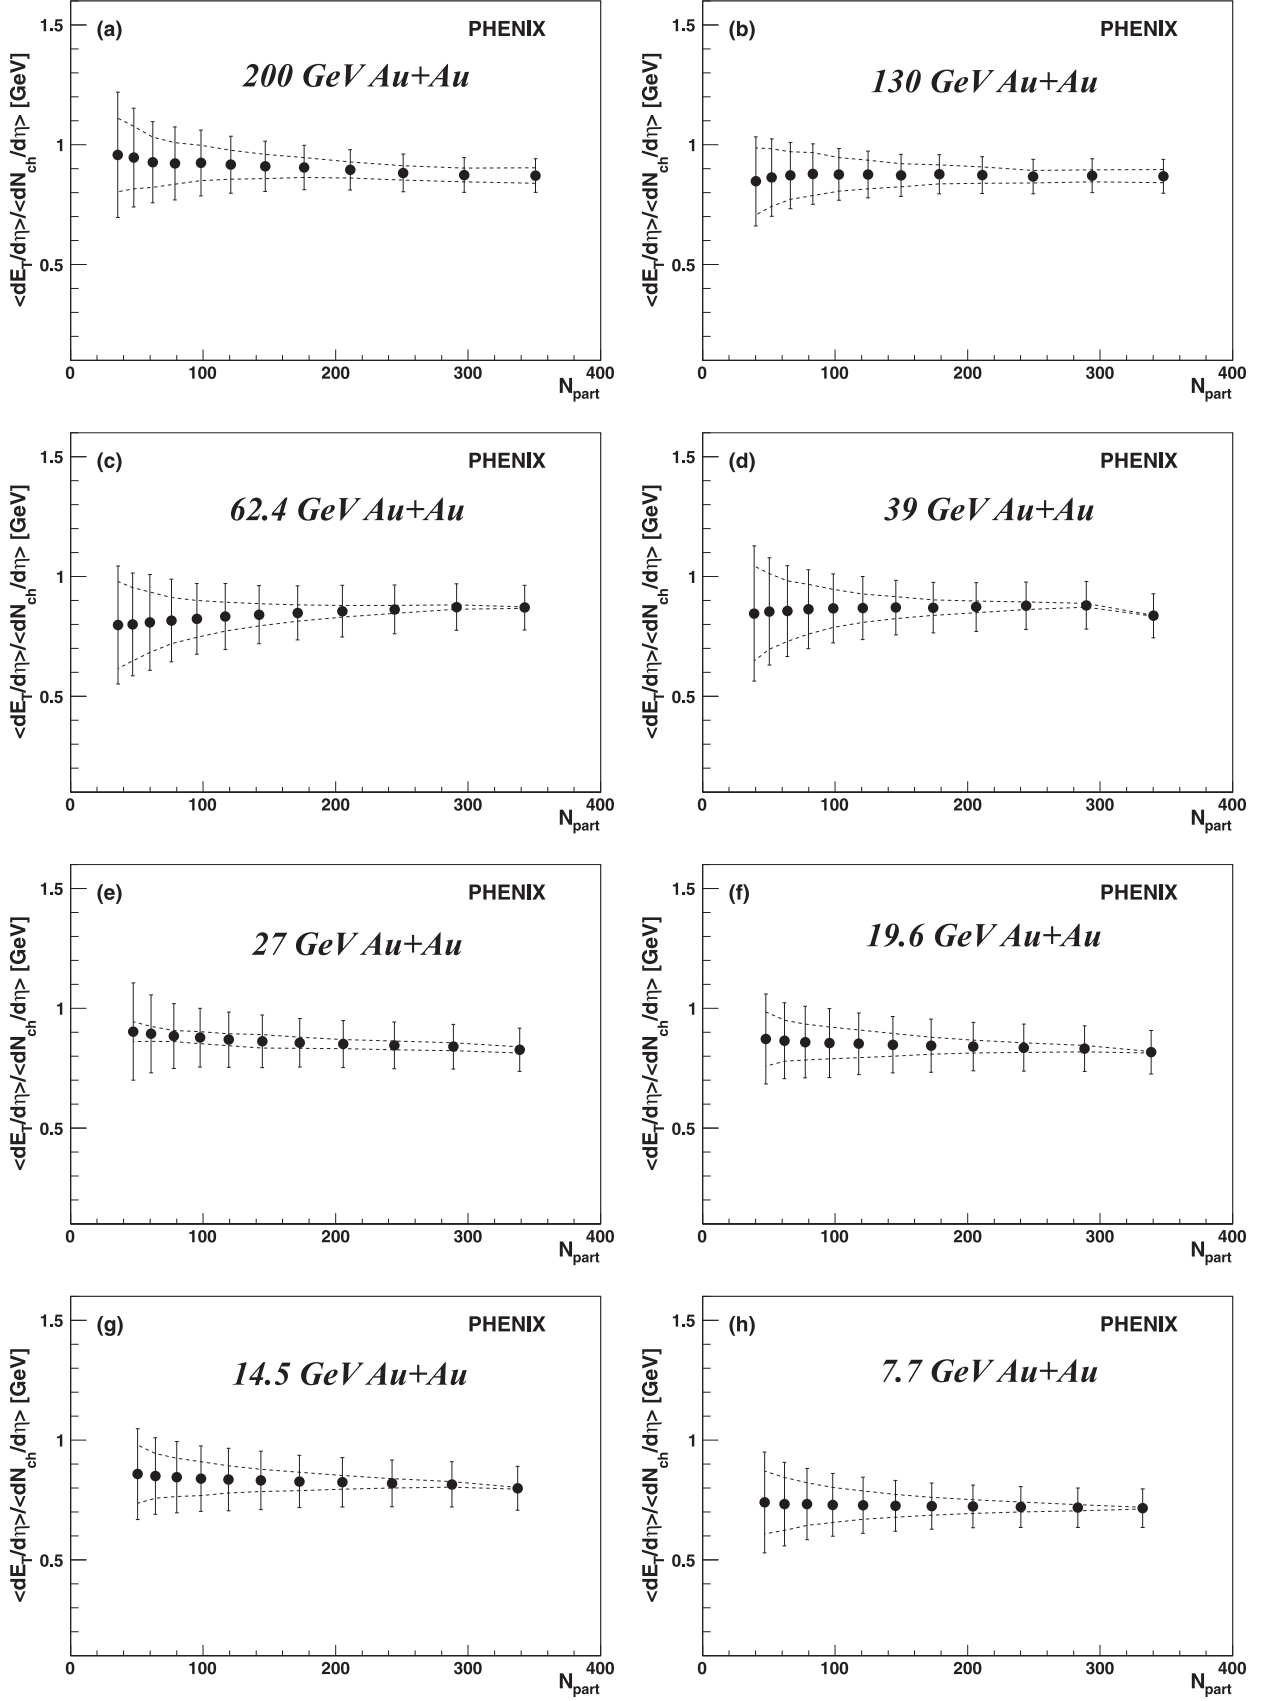 (a) PHENIX
200 GeV Au+Au
<dE_T/dη>/<dN_ch/dη> [GeV]
1.5
1
0.5
0 100 200 300 400
N_part
(b) PHENIX
130 GeV Au+Au
<dE_T/dη>/<dN_ch/dη> [GeV]
1.5
1
0.5
0 100 200 300 400
N_part
(c) PHENIX
62.4 GeV Au+Au
<dE_T/dη>/<dN_ch/dη> [GeV]
1.5
1
0.5
0 100 200 300 400
N_part
(d) PHENIX
39 GeV Au+Au
<dE_T/dη>/<dN_ch/dη> [GeV]
1.5
1
0.5
0 100 200 300 400
N_part
(e) PHENIX
27 GeV Au+Au
<dE_T/dη>/<dN_ch/dη> [GeV]
1.5
1
0.5
0 100 200 300 400
N_part
(f) PHENIX
19.6 GeV Au+Au
<dE_T/dη>/<dN_ch/dη> [GeV]
1.5
1
0.5
0 100 200 300 400
N_part
(g) PHENIX
14.5 GeV Au+Au
<dE_T/dη>/<dN_ch/dη> [GeV]
1.5
1
0.5
0 100 200 300 400
N_part
(h) PHENIX
7.7 GeV Au+Au
<dE_T/dη>/<dN_ch/dη> [GeV]
1.5
1
0.5
0 100 200 300 400
N_part